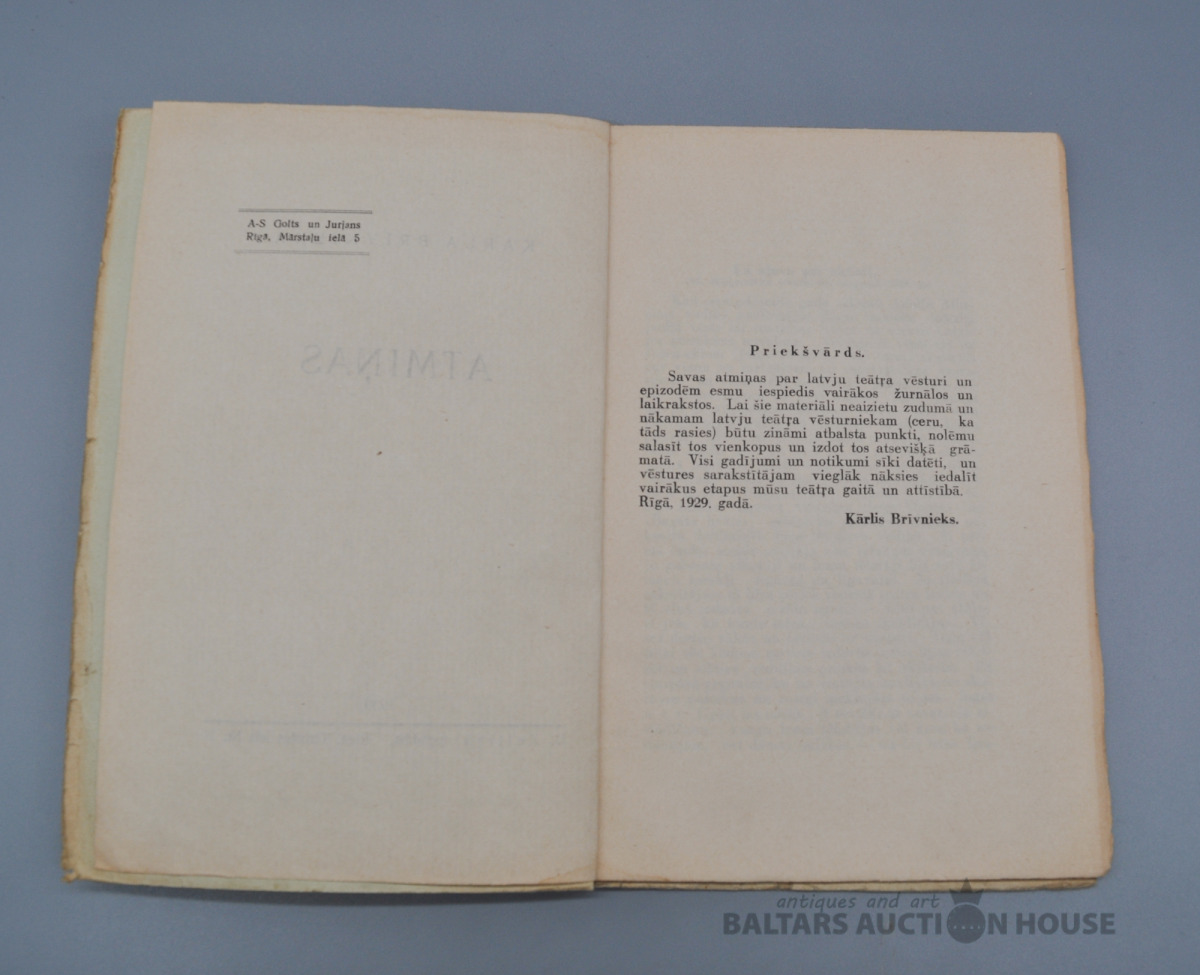 A-S Golts un Jurjans
Rīgā, Mārstaļu ielā 5
ATMIŅAS
Priekšvārds.
Savas atmiņas par latvju teātŗa vēsturi un
epizodēm esmu iespiedis vairākos žurnālos un
laikrakstos. Lai šie materiāli neaizietu zudumā un
nākamam latvju teātŗa vēsturniekam (ceru, ka
tāds rasies) būtu zināmi atbalsta punkti, nolēmu
salasīt tos vienkopus un izdot tos atsevišķā grā-
matā. Visi gadījumi un notikumi sīki datēti, un
vēstures sarakstītājam vieglāk nāksies iedalīt
vairākus etapus mūsu teātŗa gaitā un attīstībā.
Rīgā, 1929. gadā.
Kārlis Brīvnieks.
antiques and art
BALTARS AUCTION HOUSE